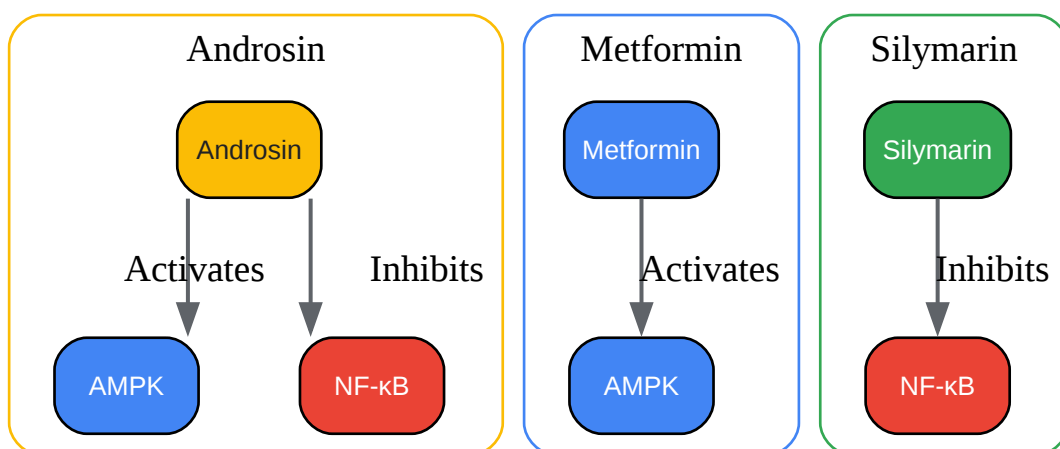 Androsin
Metformin
Silymarin
Androsin
Metformin
Silymarin
Activates
Inhibits
Activates
Inhibits
AMPK
NF-κB
AMPK
NF-κB